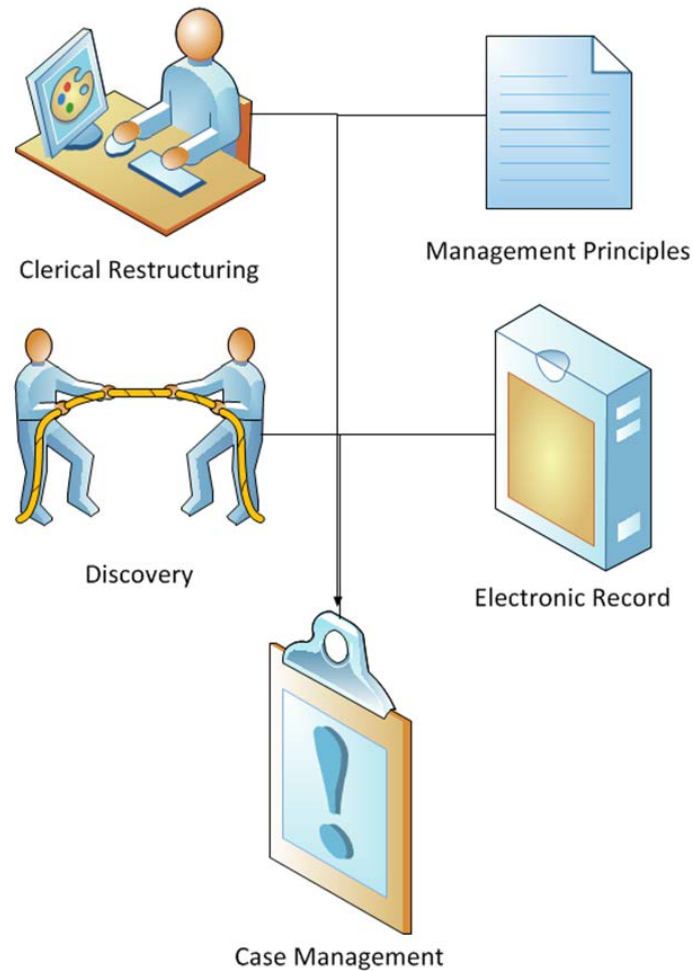 Clerical Restructuring
Management Principles
Discovery
Electronic Record
Case Management